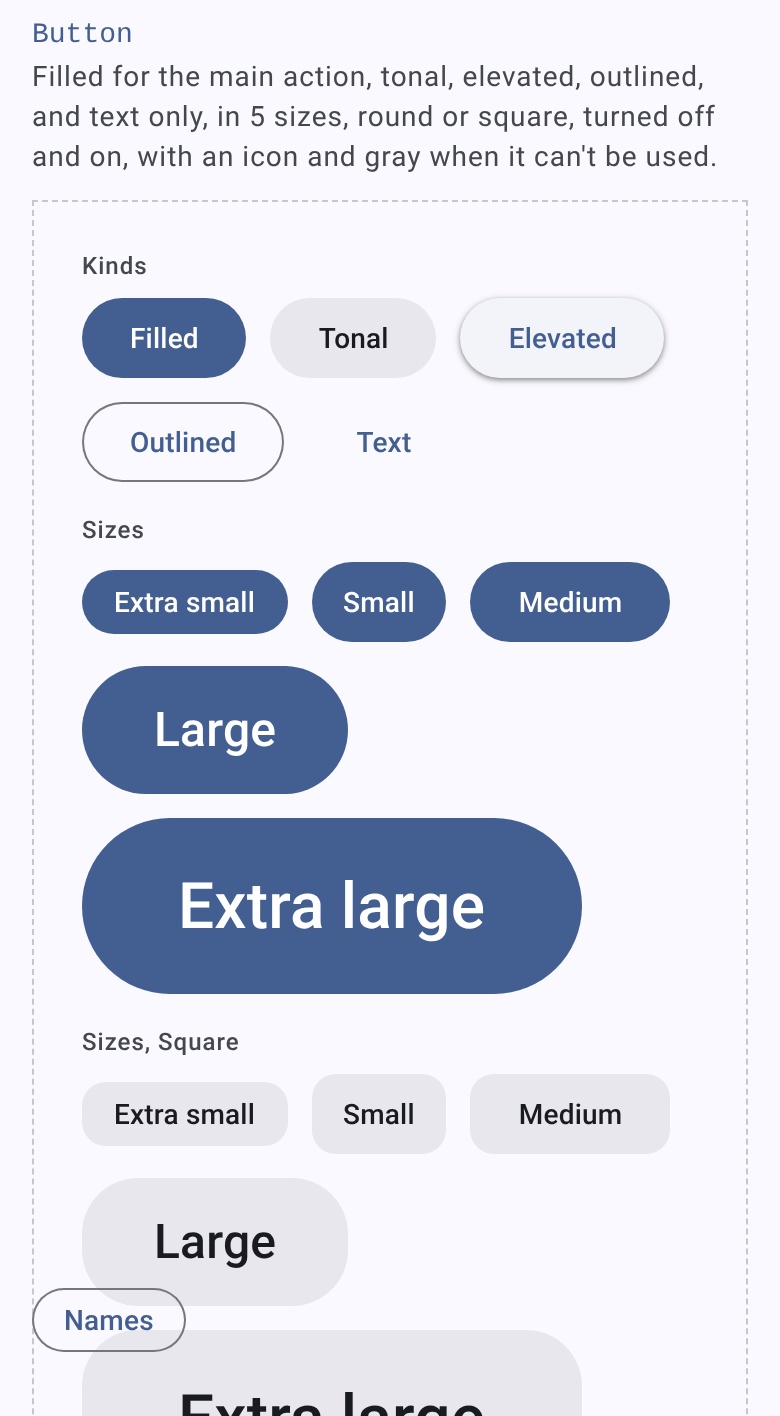 Button
Filled for the main action, tonal, elevated, outlined,
and text only, in 5 sizes, round or square, turned off
and on, with an icon and gray when it can't be used.
Kinds
Filled
Tonal
Elevated
Outlined
Text
Sizes
Extra small
Small
Medium
Large
Extra large
Sizes, Square
Extra small
Small
Medium
Large
Names
Extra large